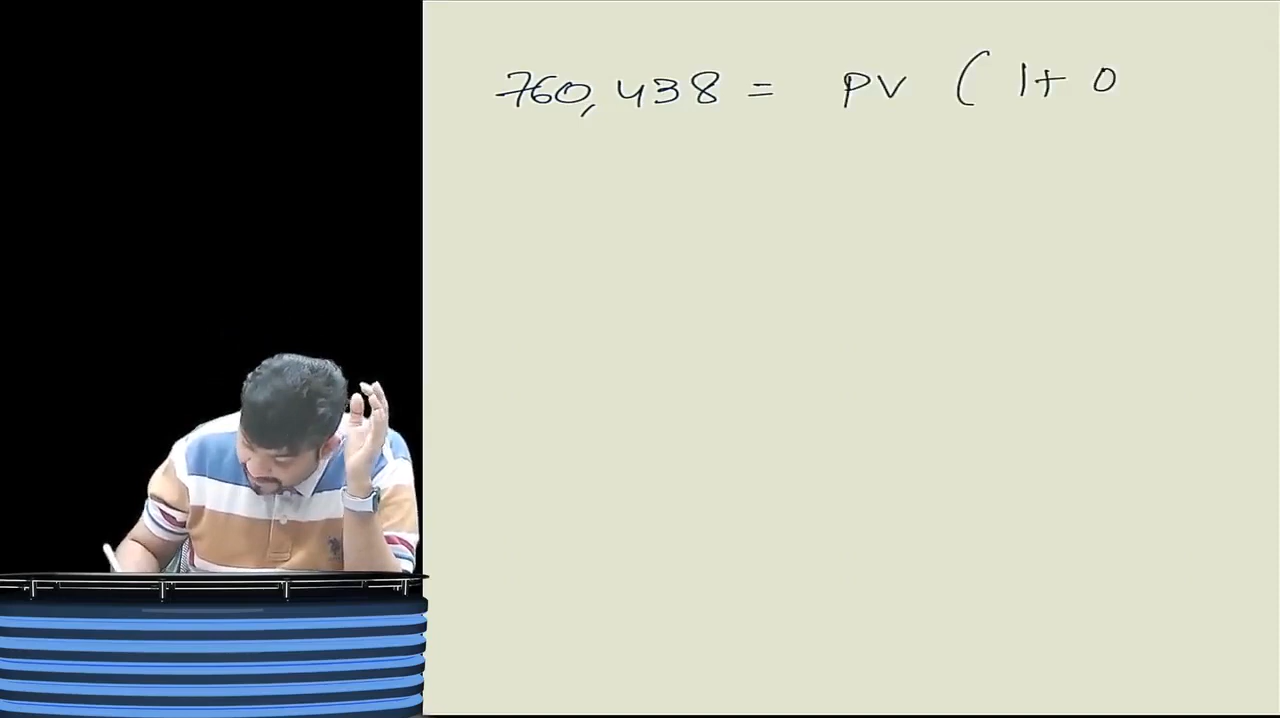 760,438 = PV ( 1+ 0